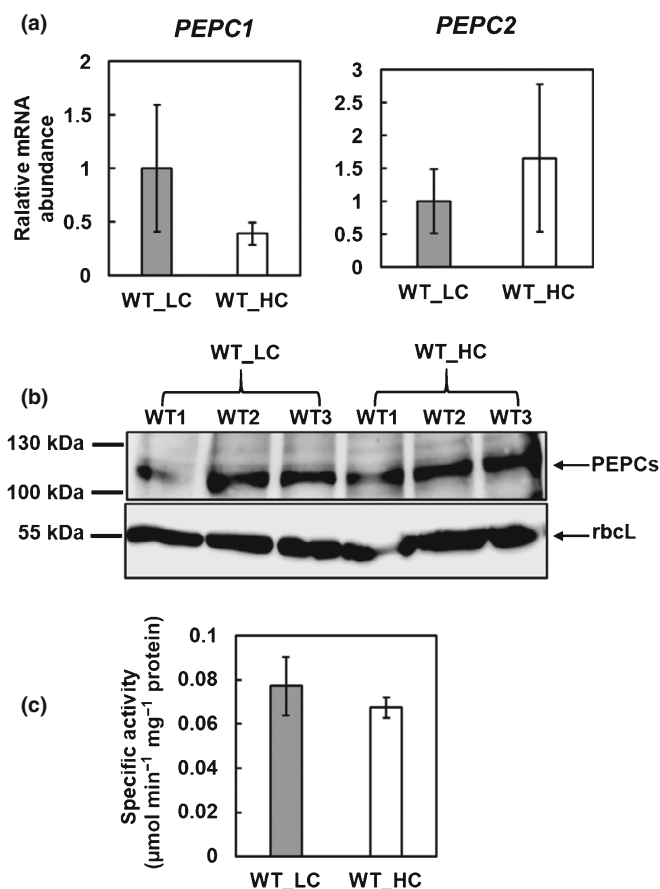 (a)
PEPC1
PEPC2
Ralative mRNA
abundance
2
1.5
1
0.5
0
WT_LC WT_HC
3
2.5
2
1.5
1
0.5
0
WT_LC WT_HC
(b)
WT_LC WT_HC
WT1 WT2 WT3 WT1 WT2 WT3
130 kDa
PEPCs
100 kDa
55 kDa
rbcL
(c)
Specific activity
(µmol min⁻¹ mg⁻¹ protein)
0.1
0.08
0.06
0.04
0.02
0
WT_LC WT_HC